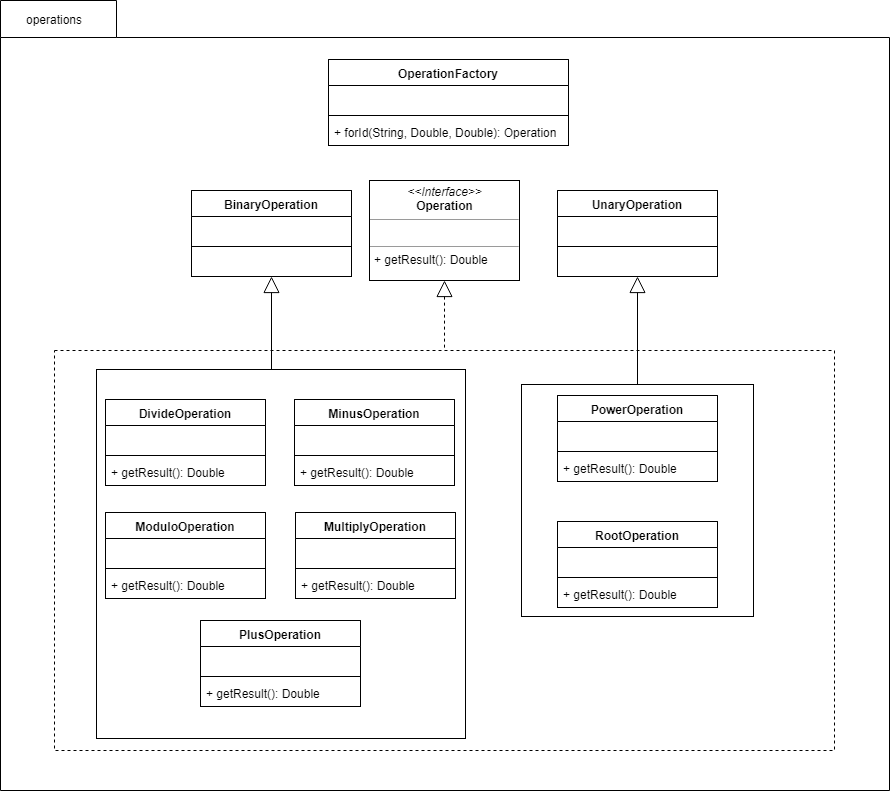 operations
OperationFactory
+ forId(String, Double, Double): Operation
BinaryOperation
<<Interface>>
Operation
+ getResult(): Double
UnaryOperation
DivideOperation
+ getResult(): Double
MinusOperation
+ getResult(): Double
ModuloOperation
+ getResult(): Double
MultiplyOperation
+ getResult(): Double
PlusOperation
+ getResult(): Double
PowerOperation
+ getResult(): Double
RootOperation
+ getResult(): Double